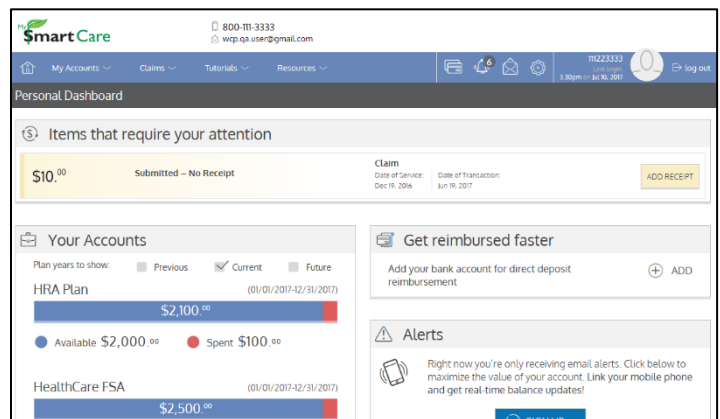 My SmartCare
800-111-3333
wcp.qa.user@gmail.com
My Accounts Claims Tutorials Resources
6
111223333
Last Login:
3.30pm on Jul 10, 2017
log out
Personal Dashboard
Items that require your attention
$10.00 Submitted – No Receipt
Claim
Date of Service: Date of Transaction:
Dec 19, 2016 Jun 19, 2017
ADD RECEIPT
Your Accounts
Plan years to show: Previous Current Future
HRA Plan (01/01/2017-12/31/2017)
$2,100.00
Available $2,000.00 Spent $100.00
HealthCare FSA (01/01/2017-12/31/2017)
$2,500.00
Get reimbursed faster
Add your bank account for direct deposit
reimbursement
ADD
Alerts
Right now you're only receiving email alerts. Click below to
maximize the value of your account. Link your mobile phone
and get real-time balance updates!